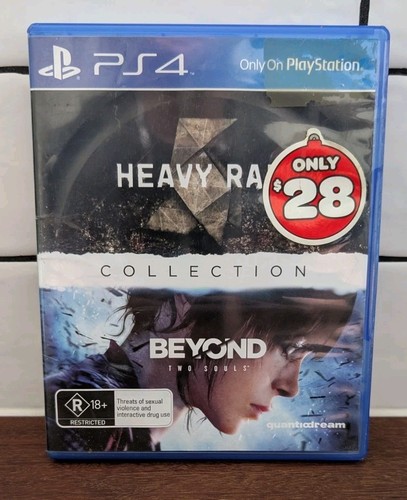 PS4
Only On PlayStation
HEAVY RA
ONLY
$28
COLLECTION
BEYOND
TWO SOULS
R 18+
RESTRICTED
Threats of sexual
violence and
interactive drug use
quanticdream